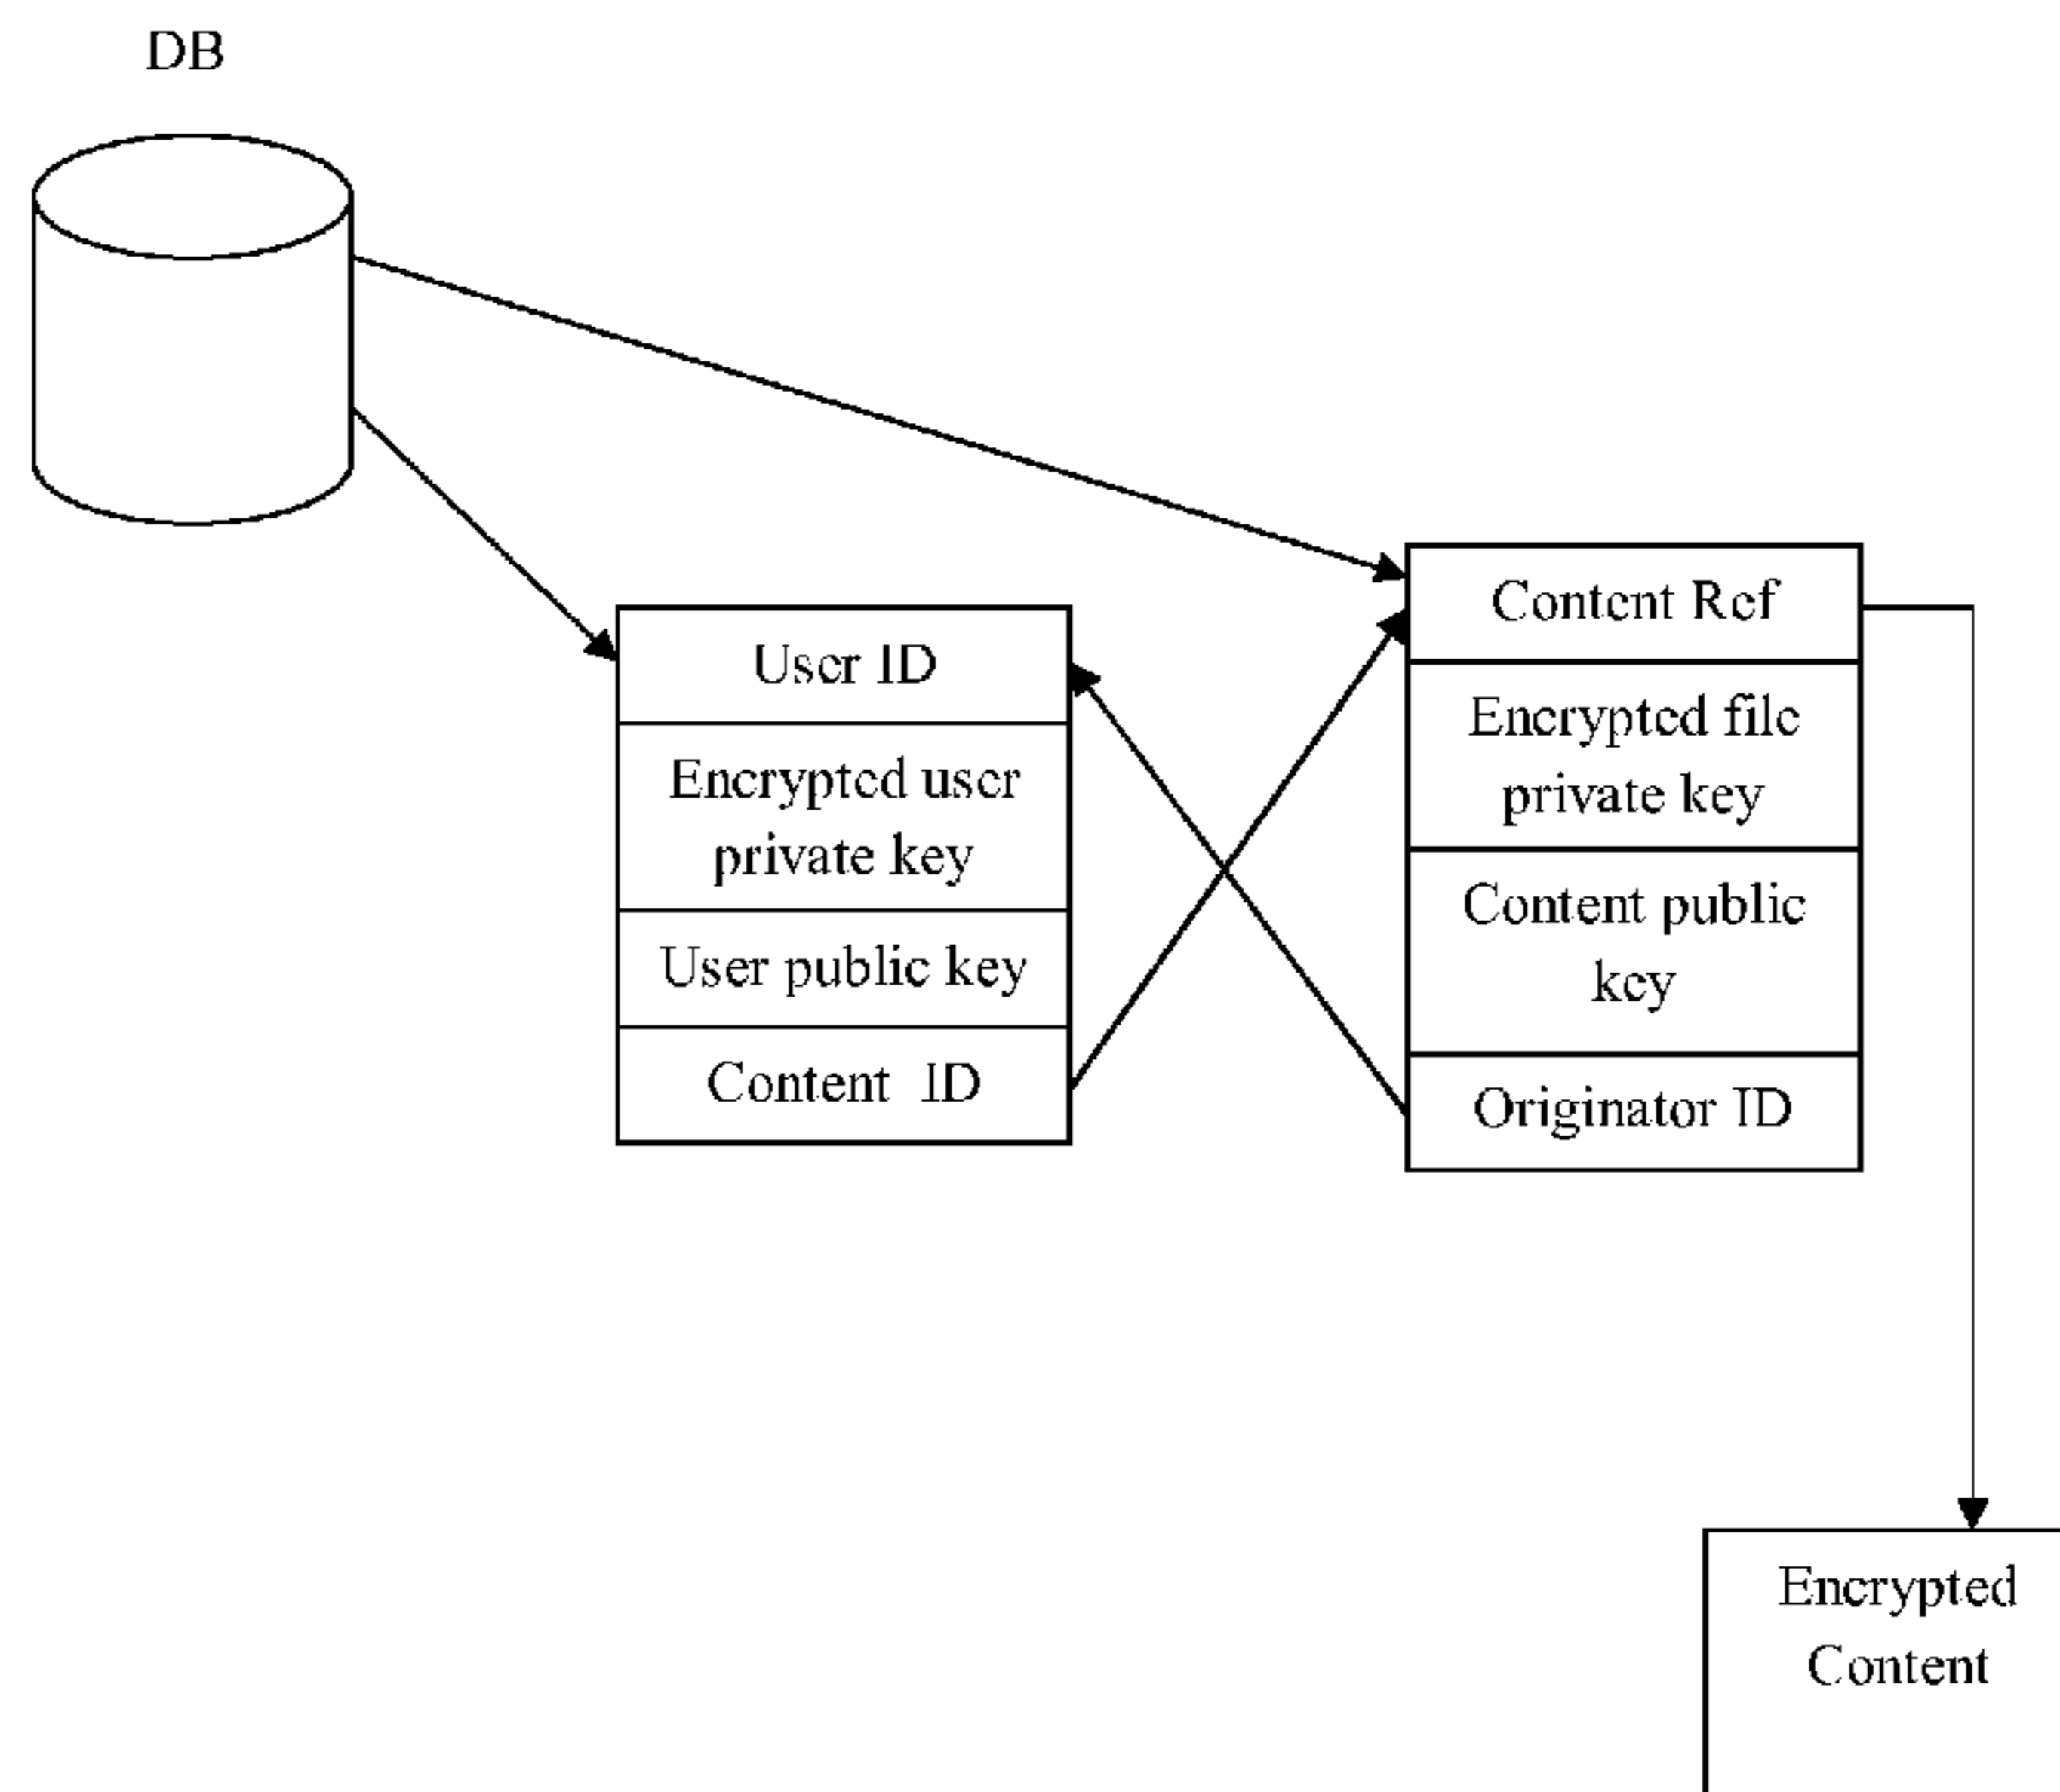 DB
User ID
Encrypted user
private key
User public key
Content ID
Content Ref
Encrypted file
private key
Content public
key
Originator ID
Encrypted
Content